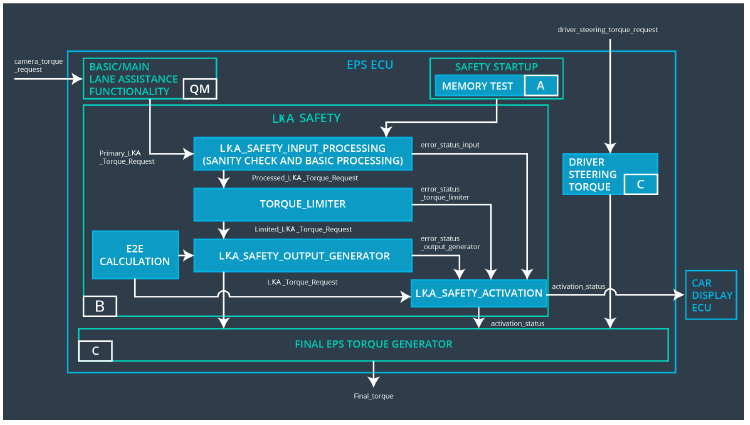 driver_steering_torque_request
camera_torque
_request
EPS ECU
BASIC/MAIN
LANE ASSISTANCE
FUNCTIONALITY
QM
SAFETY STARTUP
MEMORY TEST
A
LKA SAFETY
Primary_LKA
_Torque_Request
LKA_SAFETY_INPUT_PROCESSING
(SANITY CHECK AND BASIC PROCESSING)
error_status_input
DRIVER
STEERING
TORQUE
C
Processed_LKA_Torque_Request
TORQUE_LIMITER
error_status
_torque_limiter
Limited_LKA_Torque_Request
E2E
CALCULATION
LKA_SAFETY_OUTPUT_GENERATOR
error_status
_output_generator
LKA_Torque_Request
LKA_SAFETY_ACTIVATION
activation_status
CAR
DISPLAY
ECU
B
activation_status
C
FINAL EPS TORQUE GENERATOR
Final_torque